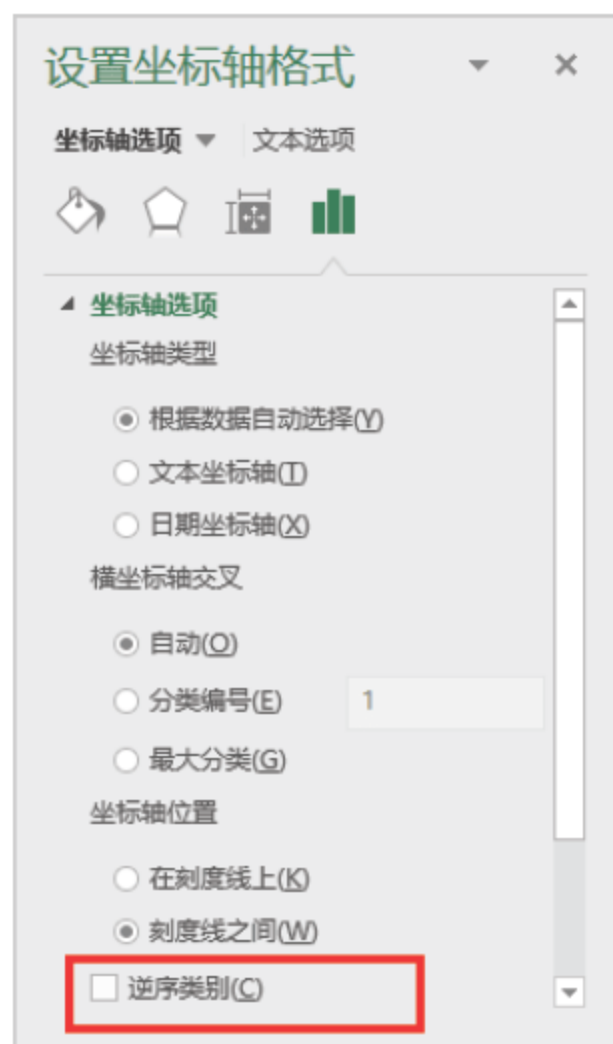 设置坐标轴格式
坐标轴选项 文本选项
坐标轴选项
坐标轴类型
根据数据自动选择(Y)
文本坐标轴(T)
日期坐标轴(X)
横坐标轴交叉
自动(O)
分类编号(E) 1
最大分类(G)
坐标轴位置
在刻度线上(K)
刻度线之间(W)
逆序类别(C)